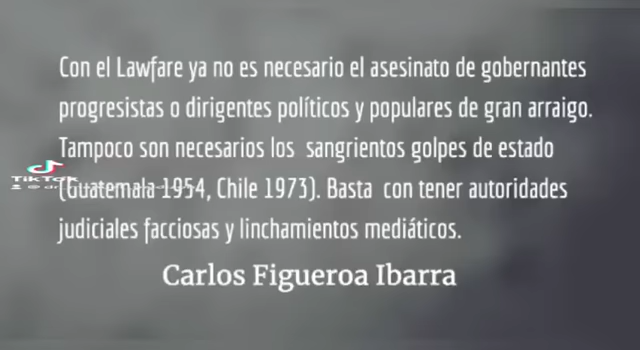 Con el Lawfare ya no es necesario el asesinato de gobernantes
progresistas o dirigentes políticos y populares de gran arraigo.
Tampoco son necesarios los sangrientos golpes de estado
TikTok
(Guatemala 1954, Chile 1973). Basta con tener autoridades
judiciales facciosas y linchamientos mediáticos.
Carlos Figueroa Ibarra